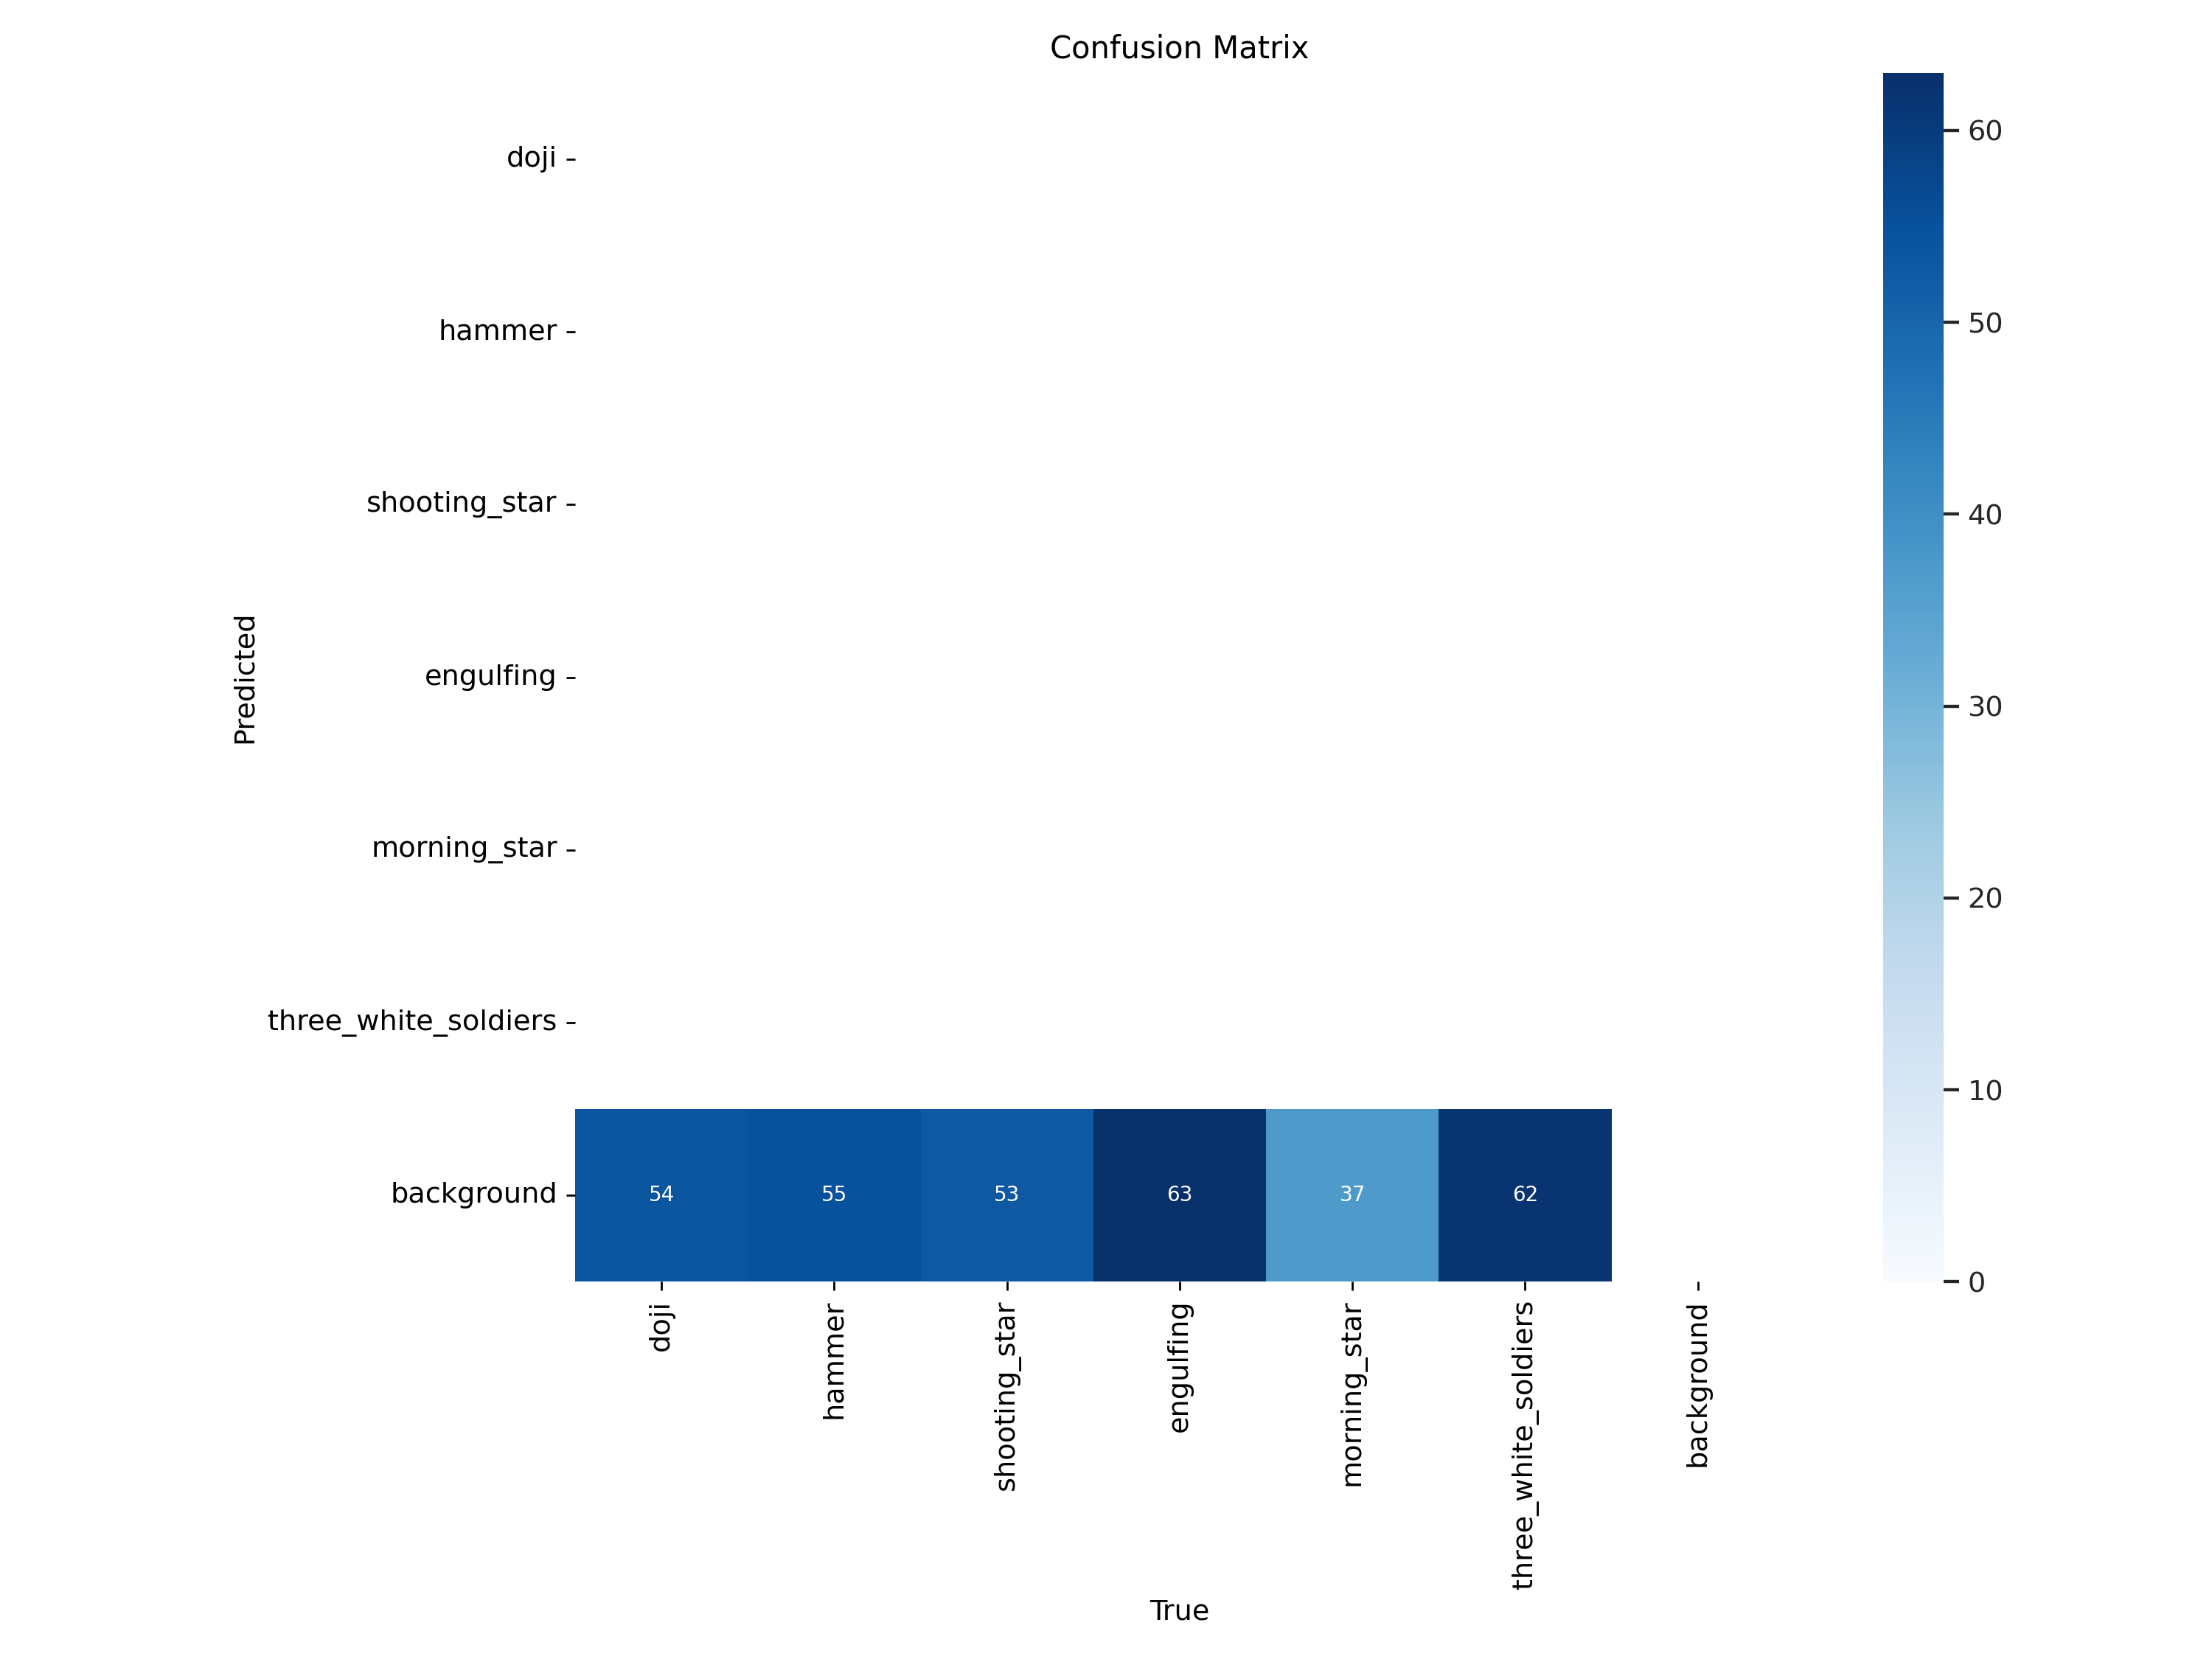 Confusion Matrix
doji
hammer
shooting_star
engulfing
morning_star
three_white_soldiers
background
Predicted
54 55 53 63 37 62
doji
hammer
shooting_star
engulfing
morning_star
three_white_soldiers
background
True
60
50
40
30
20
10
0